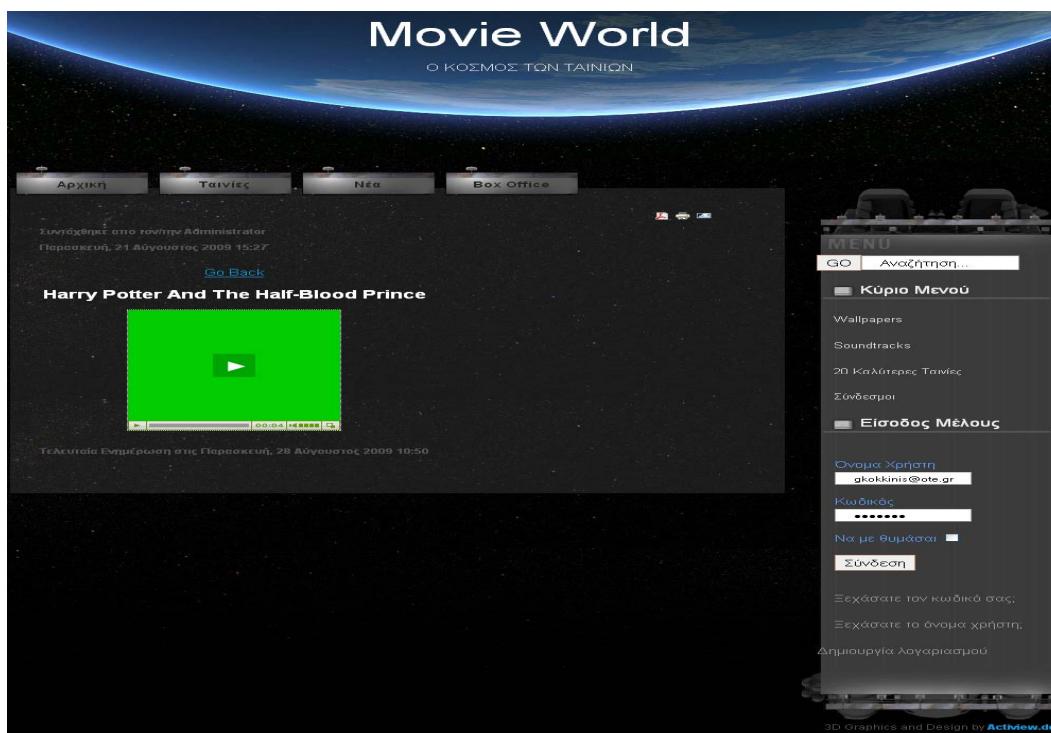 Movie World
Ο ΚΟΣΜΟΣ ΤΩΝ ΤΑΙΝΙΩΝ
Αρχική
Ταινίες
Νέα
Box Office
Συντάχθηκε απο τον/την Administrator
Παρασκευή, 21 Αύγουστος 2009 15:27
Go Back
Harry Potter And The Half-Blood Prince
00:04
Τελευταία Ενημέρωση στις Παρασκευή, 28 Αύγουστος 2009 10:50
MENU
GO Αναζήτηση...
Κύριο Μενού
Wallpapers
Soundtracks
20 Καλύτερες Ταινίες
Σύνδεσμοι
Είσοδος Μέλους
Όνομα Χρήστη
gkokkinis@ote.gr
Κωδικός
•••••••
Να με θυμάσαι
Σύνδεση
Ξεχάσατε τον κωδικό σας;
Ξεχάσατε το όνομα χρήστη;
Δημιουργία λογαριασμού
3D Graphics and Design by Actiview.de